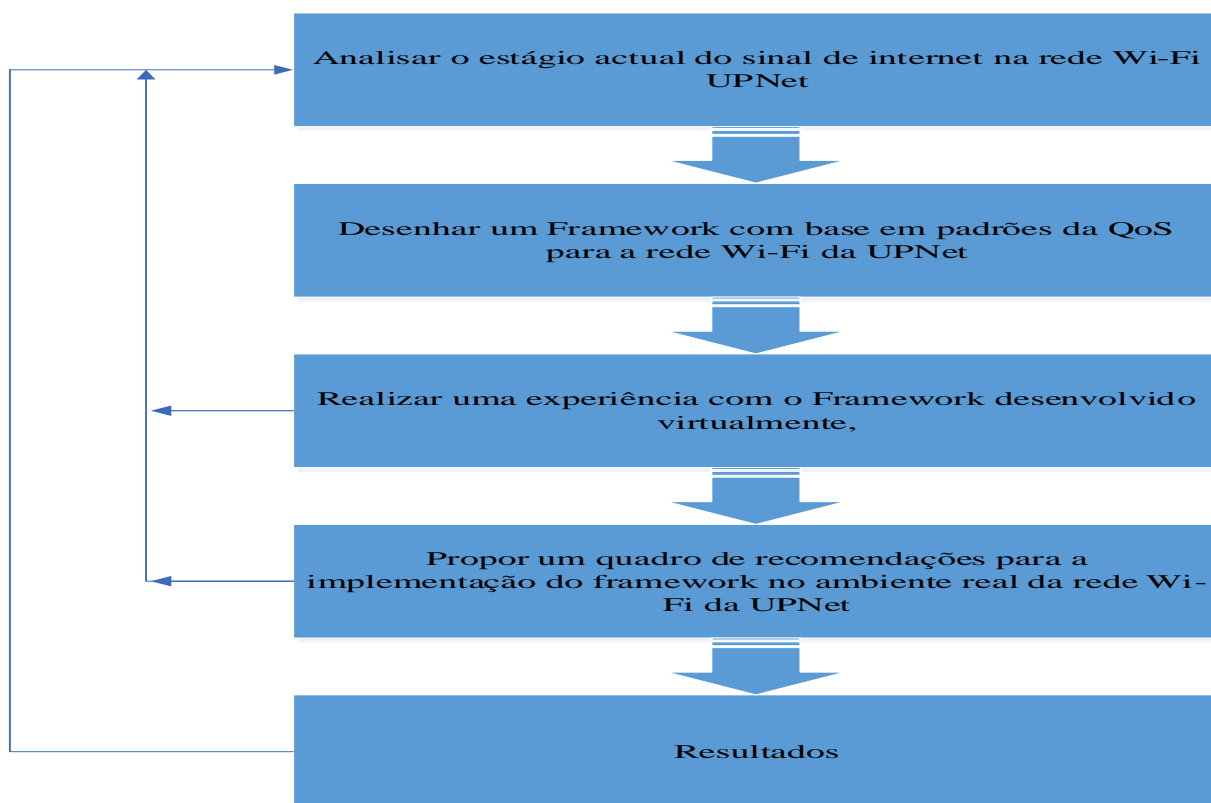 Analisar o estágio actual do sinal de internet na rede Wi-Fi
UPNet
Desenhar um Framework com base em padrões da QoS
para a rede Wi-Fi da UPNet
Realizar uma experiência com o Framework desenvolvido
virtualmente,
Propor um quadro de recomendações para a
implementação do framework no ambiente real da rede Wi-
Fi da UPNet
Resultados